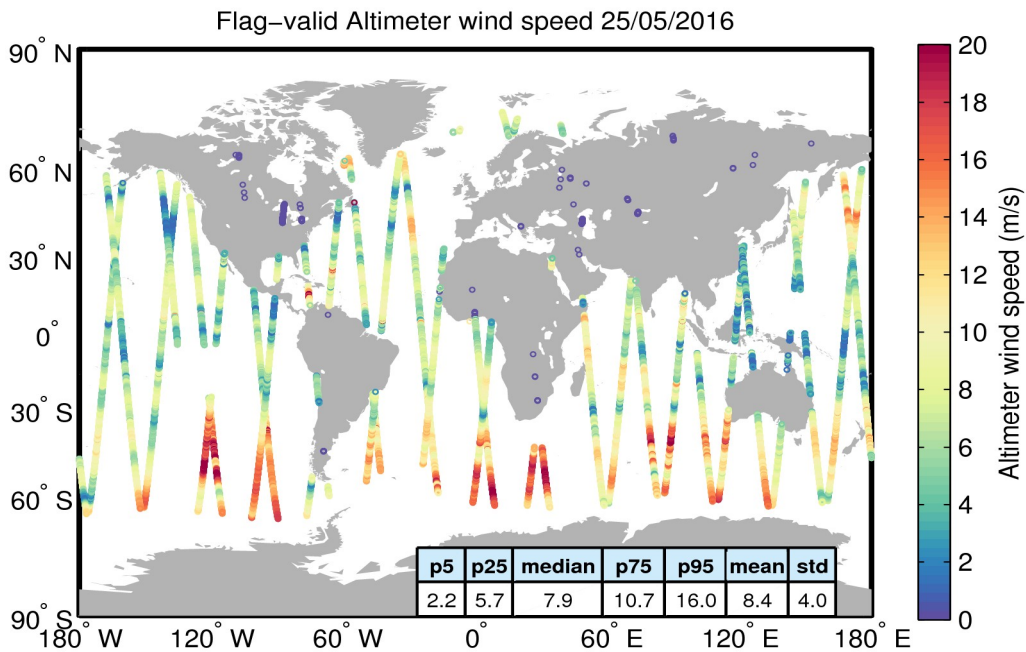 Flag−valid Altimeter wind speed 25/05/2016
90° N
60° N
30° N
0°
30° S
60° S
90° S
180° W
120° W
60° W
0°
60° E
120° E
180° E
p5 p25 median p75 p95 mean std
2.2 5.7 7.9 10.7 16.0 8.4 4.0
20
18
16
14
12
10
8
6
4
2
0
Altimeter wind speed (m/s)